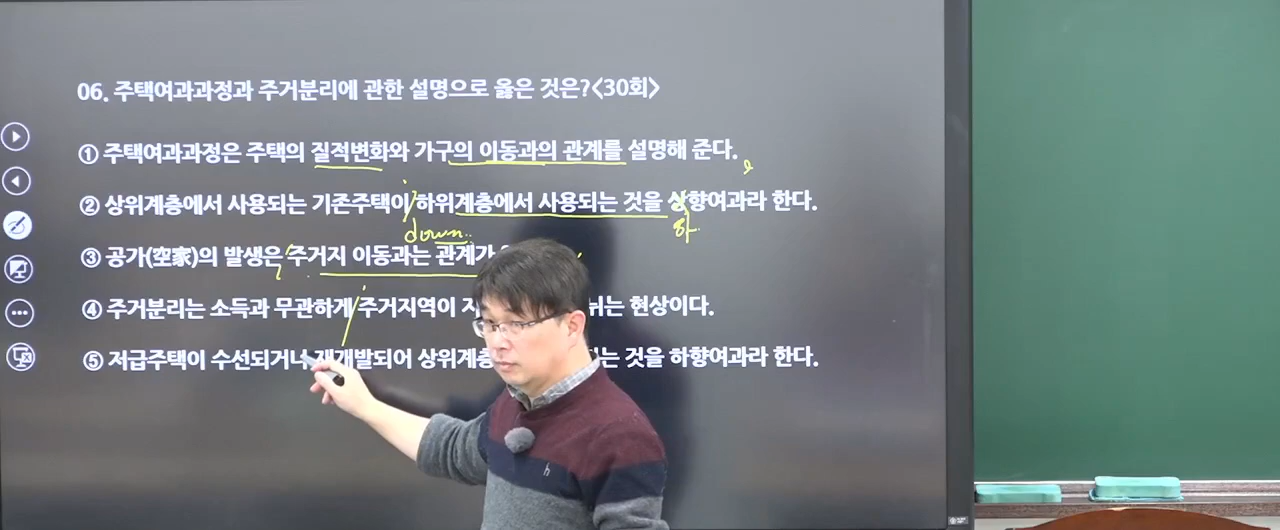 06. 주택여과과정과 주거분리에 관한 설명으로 옳은 것은?<30회>
① 주택여과과정은 주택의 질적변화와 가구의 이동과의 관계를 설명해 준다.
② 상위계층에서 사용되는 기존주택이 하위계층에서 사용되는 것을 상향여과라 한다.
down 하
③ 공가(空家)의 발생은 주거지 이동과는 관계가
④ 주거분리는 소득과 무관하게 주거지역이 뉘는 현상이다.
⑤ 저급주택이 수선되거나 재개발되어 상위계층 되는 것을 하향여과라 한다.